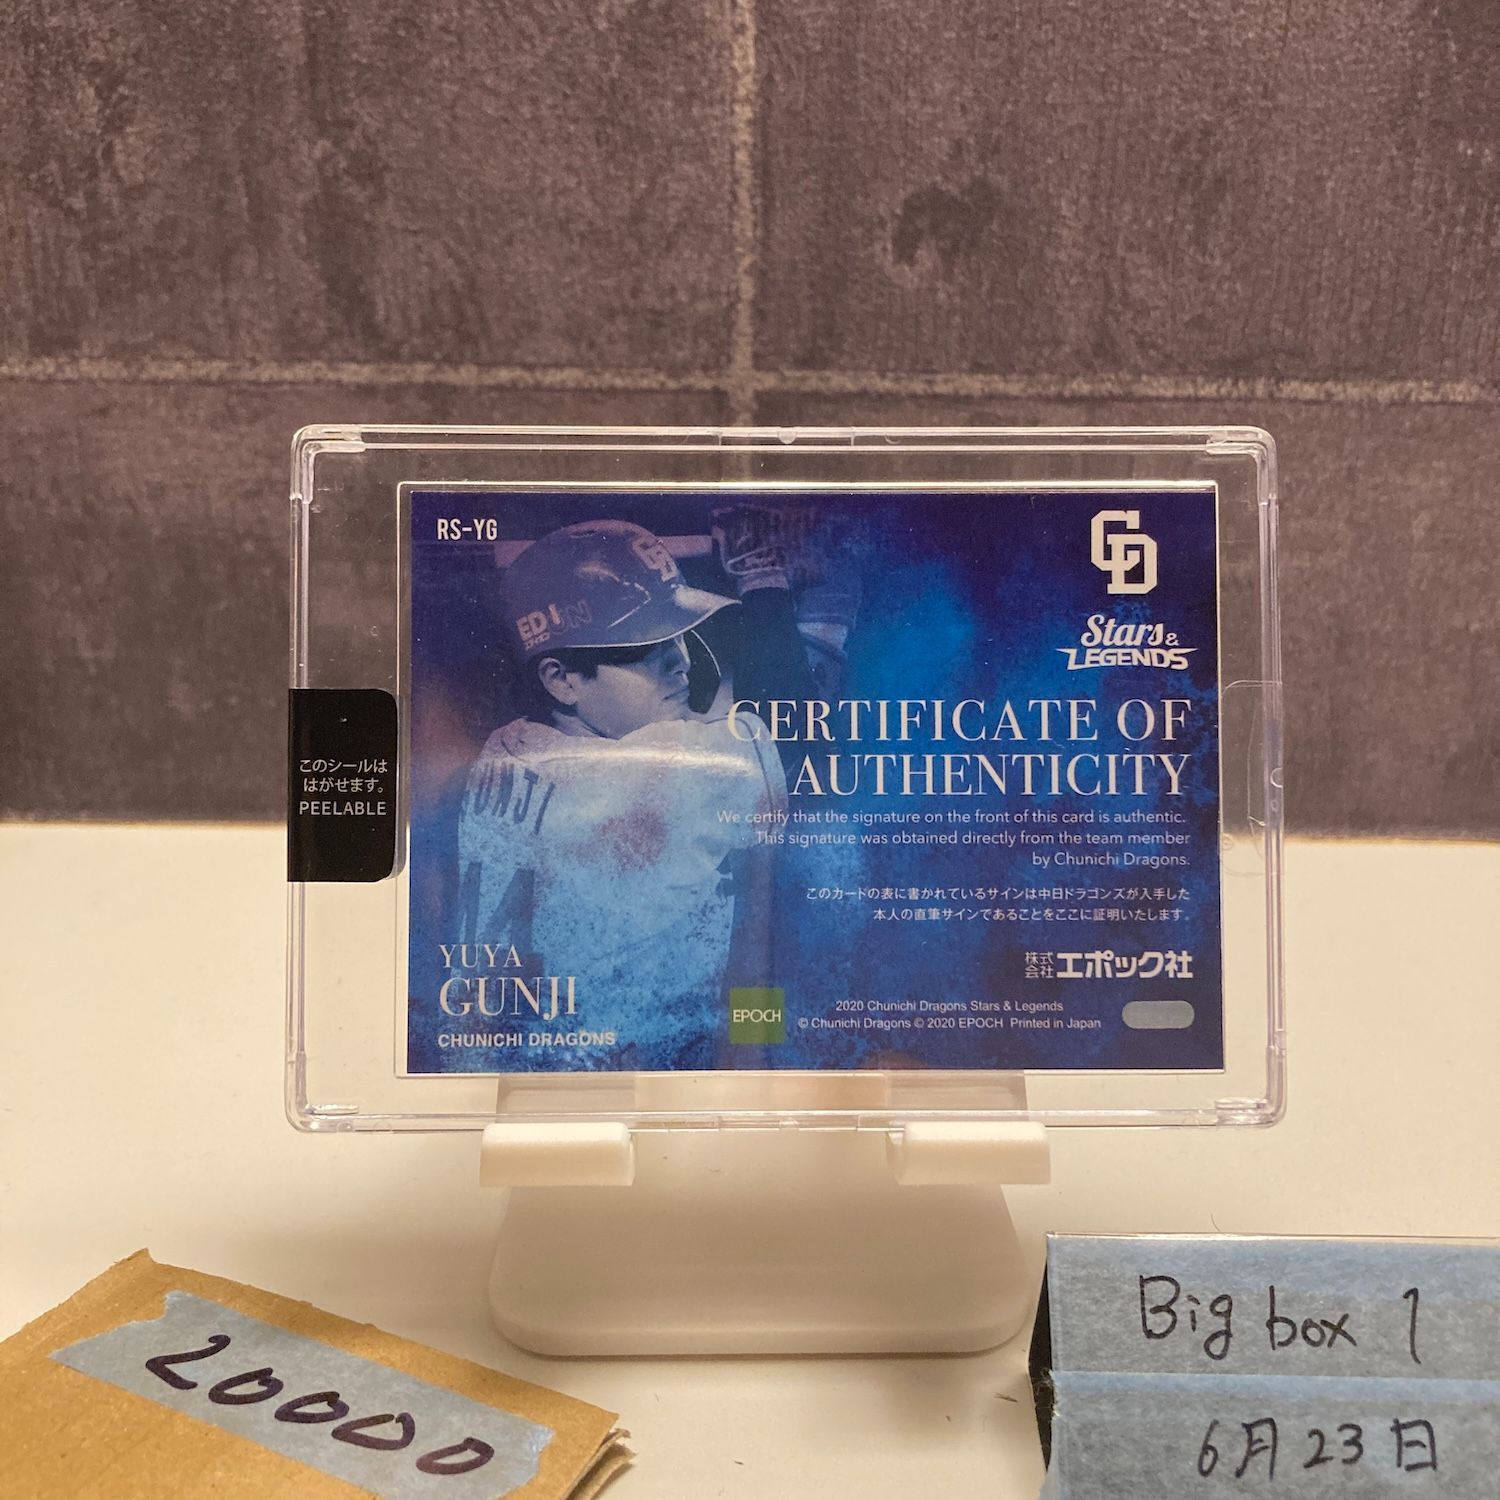 RS-YG
CD
Stars &
LEGENDS
CD
EDION
CERTIFICATE OF
AUTHENTICITY
We certify that the signature on the front of this card is authentic.
This signature was obtained directly from the team member
by Chunichi Dragons.
このカードの表に書かれているサインは中日ドラゴンズが入手した
本人の直筆サインであることをここに証明いたします。
このシールは
はがせます。
PEELABLE
UNJI
44
YUYA
GUNJI
CHUNICHI DRAGONS
株式会社エポック社
EPOCH
2020 Chunichi Dragons Stars & Legends
© Chunichi Dragons © 2020 EPOCH Printed in Japan
20000
Big box 1
6月23日